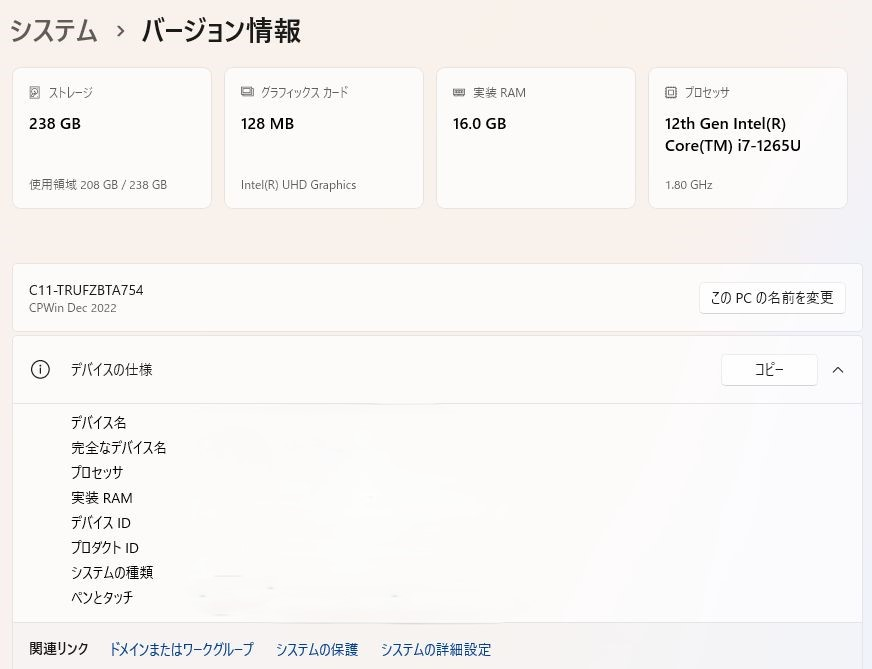 システム › バージョン情報
ストレージ
238 GB
使用領域 208 GB / 238 GB
グラフィックス カード
128 MB
Intel(R) UHD Graphics
実装 RAM
16.0 GB
プロセッサ
12th Gen Intel(R)
Core(TM) i7-1265U
1.80 GHz
C11-TRUFZBTA754
CPWin Dec 2022
この PC の名前を変更
デバイスの仕様
コピー
デバイス名
完全なデバイス名
プロセッサ
実装 RAM
デバイス ID
プロダクト ID
システムの種類
ペンとタッチ
関連リンク ドメインまたはワークグループ システムの保護 システムの詳細設定